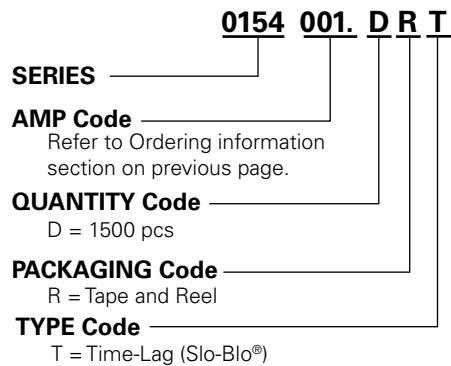 0154 001. D R T
SERIES
AMP Code
Refer to Ordering information
section on previous page.
QUANTITY Code
D = 1500 pcs
PACKAGING Code
R = Tape and Reel
TYPE Code
T = Time-Lag (Slo-Blo®)